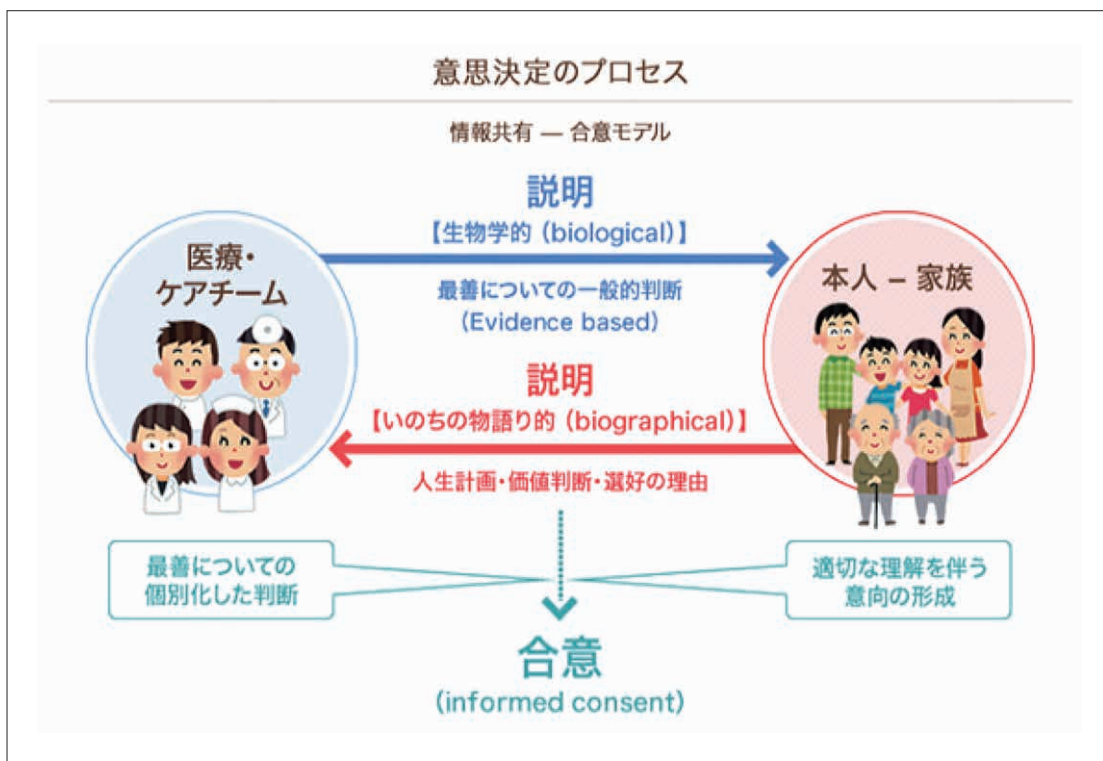 意思決定のプロセス
情報共有 — 合意モデル
説明
【生物学的（biological）】
医療・
ケアチーム
本人 – 家族
最善についての一般的判断
（Evidence based）
説明
【いのちの物語り的（biographical）】
人生計画・価値判断・選好の理由
最善についての
個別化した判断
適切な理解を伴う
意向の形成
合意
（informed consent）